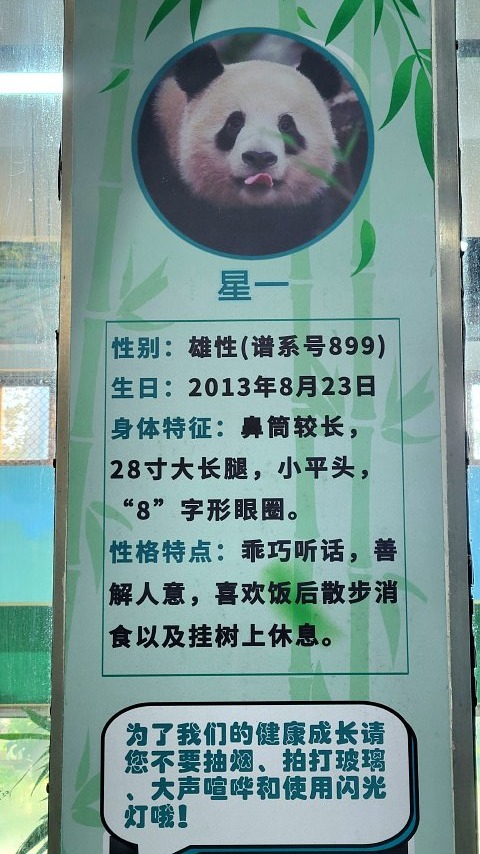 星一
性别：雄性(谱系号899)
生日：2013年8月23日
身体特征：鼻筒较长，
28寸大长腿，小平头，
“8”字形眼圈。
性格特点：乖巧听话，善
解人意，喜欢饭后散步消
食以及挂树上休息。
为了我们的健康成长请
您不要抽烟、拍打玻璃
、大声喧哗和使用闪光
灯哦！